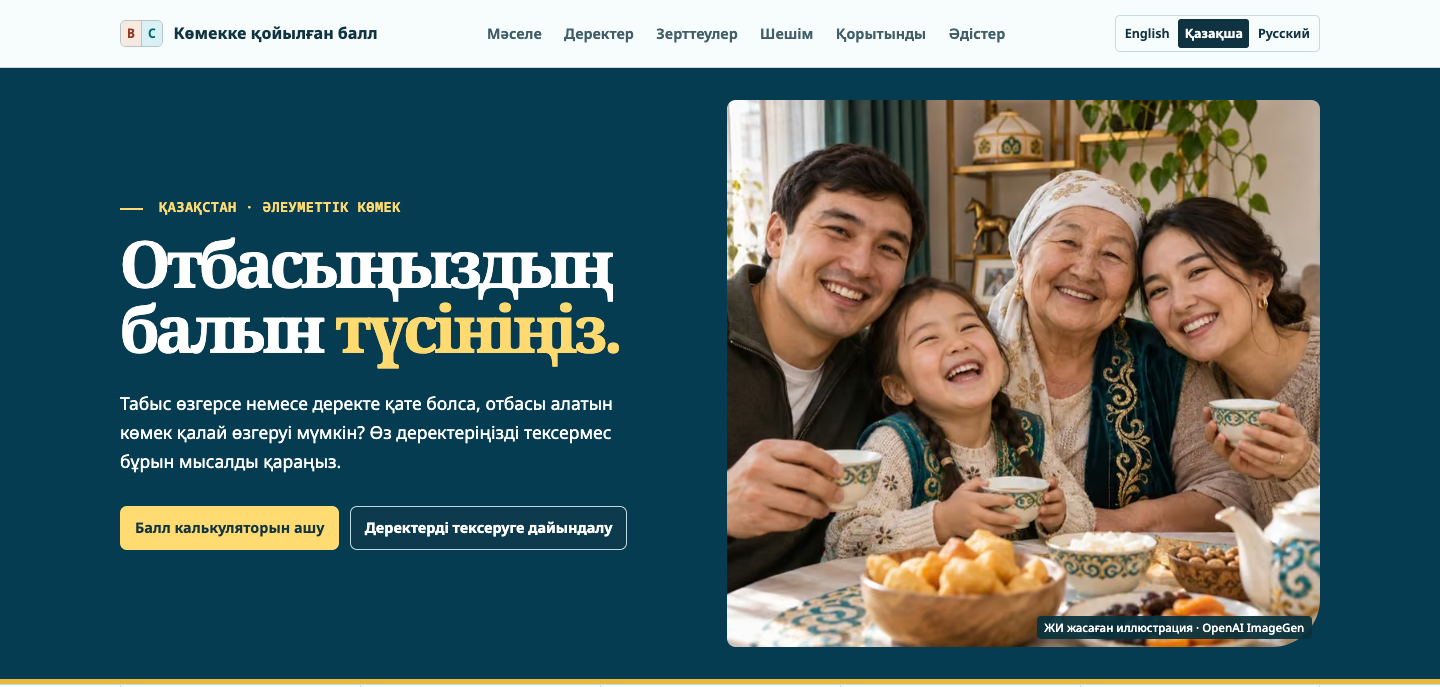 B C Көмекке қойылған балл
Мәселе Деректер Зерттеулер Шешім Қорытынды Әдістер
English Қазақша Русский
ҚАЗАҚСТАН · ӘЛЕУМЕТТІК КӨМЕК
Отбасыңыздың
балын түсініңіз.
Табыс өзгерсе немесе деректе қате болса, отбасы алатын
көмек қалай өзгеруі мүмкін? Өз деректеріңізді тексермес
бұрын мысалды қараңыз.
Балл калькуляторын ашу
Деректерді тексеруге дайындалу
ЖИ жасаған иллюстрация · OpenAI ImageGen